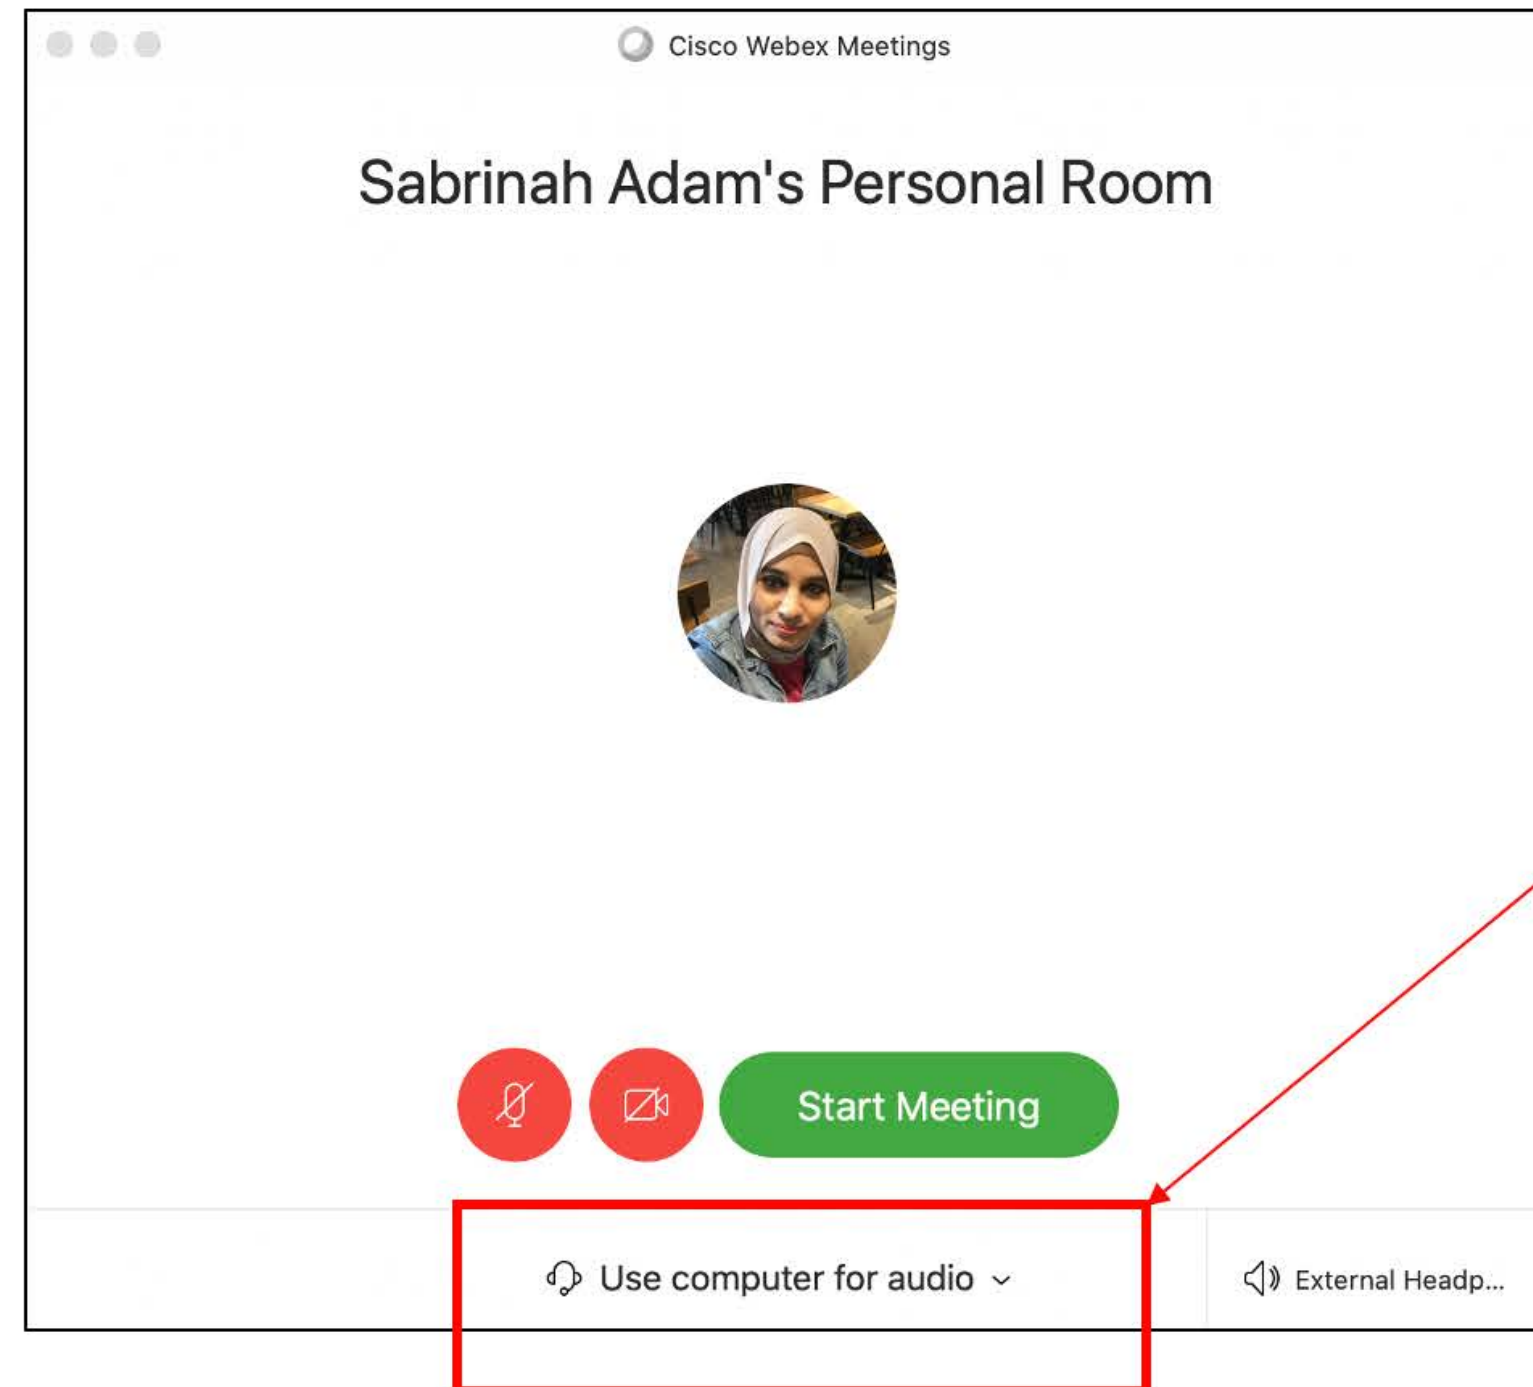 Cisco Webex Meetings
Sabrinah Adam's Personal Room
Start Meeting
Use computer for audio
External Headp...